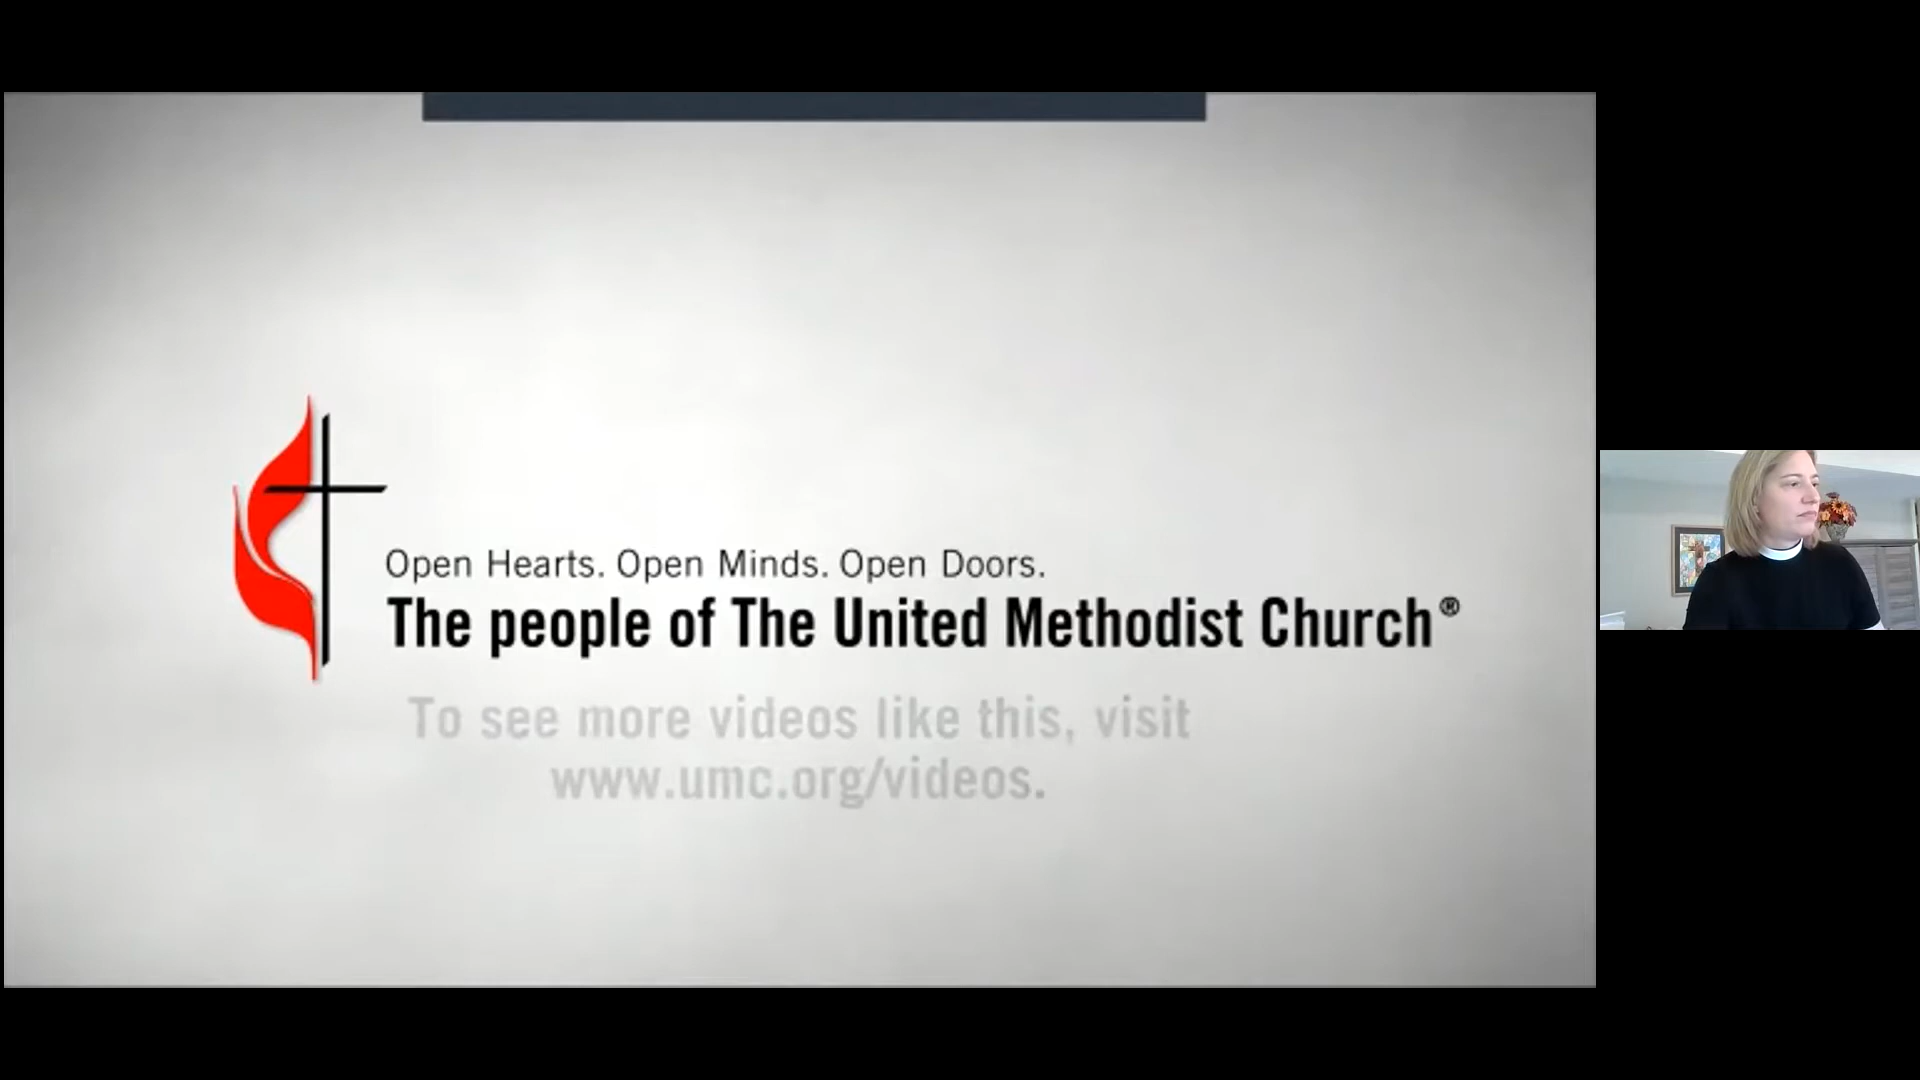 Open Hearts. Open Minds. Open Doors.
The people of The United Methodist Church®
To see more videos like this, visit
www.umc.org/videos.